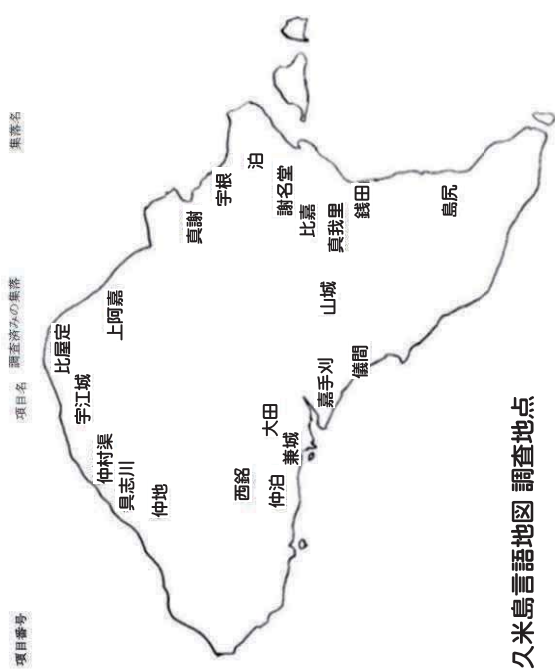 項目番号
項目名
調査済みの集落
集落名
比屋定
宇江城
上阿嘉
仲村渠
具志川
仲地
真謝
宇根
泊
謝名堂
比嘉
真我里
銭田
島尻
山城
西銘
大田
仲泊
兼城
嘉手刈
儀間
久米島言語地図 調査地点